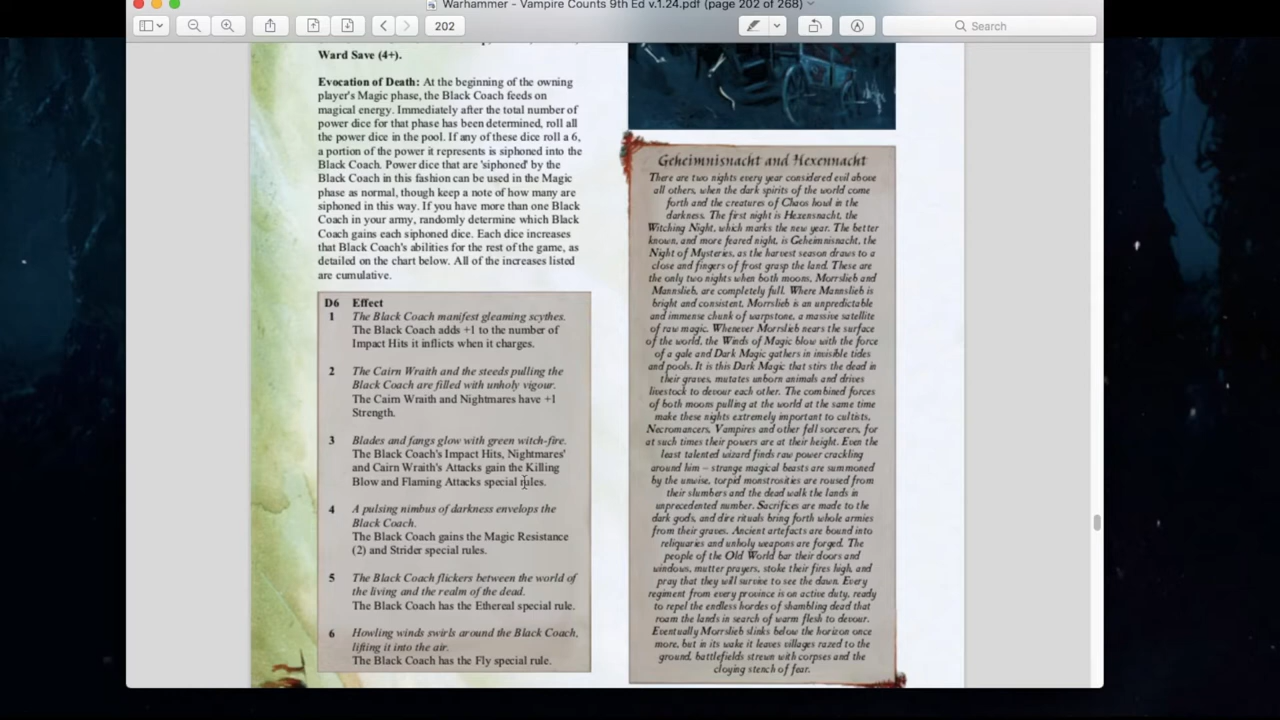 Warhammer - Vampire Counts 9th Ed v.1.24.pdf (page 202 of 268)
202
Search
Ward Save (4+).
Evocation of Death: At the beginning of the owning
player's Magic phase, the Black Coach feeds on
magical energy. Immediately after the total number of
power dice for that phase has been determined, roll all
the power dice in the pool. If any of these dice roll a 6,
a portion of the power it represents is siphoned into the
Black Coach. Power dice that are 'siphoned' by the
Black Coach in this fashion can be used in the Magic
phase as normal, though keep a note of how many are
siphoned in this way. If you have more than one Black
Coach in your army, randomly determine which Black
Coach gains each siphoned dice. Each dice increases
that Black Coach's abilities for the rest of the game, as
detailed on the chart below. All of the increases listed
are cumulative.
D6 Effect
1 The Black Coach manifest gleaming scythes.
The Black Coach adds +1 to the number of
Impact Hits it inflicts when it charges.
2 The Cairn Wraith and the steeds pulling the
Black Coach are filled with unholy vigour.
The Cairn Wraith and Nightmares have +1
Strength.
3 Blades and fangs glow with green witch-fire.
The Black Coach's Impact Hits, Nightmares'
and Cairn Wraith's Attacks gain the Killing
Blow and Flaming Attacks special rules.
4 A pulsing nimbus of darkness envelops the
Black Coach.
The Black Coach gains the Magic Resistance
(2) and Strider special rules.
5 The Black Coach flickers between the world of
the living and the realm of the dead.
The Black Coach has the Ethereal special rule.
6 Howling winds swirls around the Black Coach,
lifting it into the air.
The Black Coach has the Fly special rule.
Geheimnisnacht and Hexennacht
There are two nights every year considered evil above
all others, when the dark spirits of the world come
forth and the creatures of Chaos howl in the
darkness. The first night is Hexensnacht, the
Witching Night, which marks the new year. The better
known, and more feared night, is Geheimnisnacht, the
Night of Mysteries, as the harvest season draws to a
close and fingers of frost grasp the land. These are
the only two nights when both moons, Morrslieb and
Mannslieb, are completely full. Where Mannslieb is
bright and consistent, Morrslieb is an unpredictable
and immense chunk of warpstone, a massive satellite
of raw magic. Whenever Morrslieb nears the surface
of the world, the Winds of Magic blow with the force
of a gale and Dark Magic gathers in invisible tides
and pools. It is this Dark Magic that stirs the dead in
their graves, mutates unborn animals and drives
livestock to devour each other. The combined forces
of both moons pulling at the world at the same time
make these nights extremely important to cultists,
Necromancers, Vampires and other fell sorcerers, for
at such times their powers are at their height. Even the
least talented wizard finds raw power crackling
around him – strange magical beasts are summoned
by the unwise, torpid monstrosities are roused from
their slumbers and the dead walk the lands in
unprecedented number. Sacrifices are made to the
dark gods, and dire rituals bring forth whole armies
from their graves. Ancient artefacts are bound into
reliquaries and unholy weapons are forged. The
people of the Old World bar their doors and
windows, mutter prayers, stoke their fires high, and
pray that they will survive to see the dawn. Every
regiment from every province is on active duty, ready
to repel the endless hordes of shambling dead that
roam the lands in search of warm flesh to devour.
Eventually Morrslieb slinks below the horizon once
more, but in its wake it leaves villages razed to the
ground, battlefields strewn with corpses and the
cloying stench of fear.